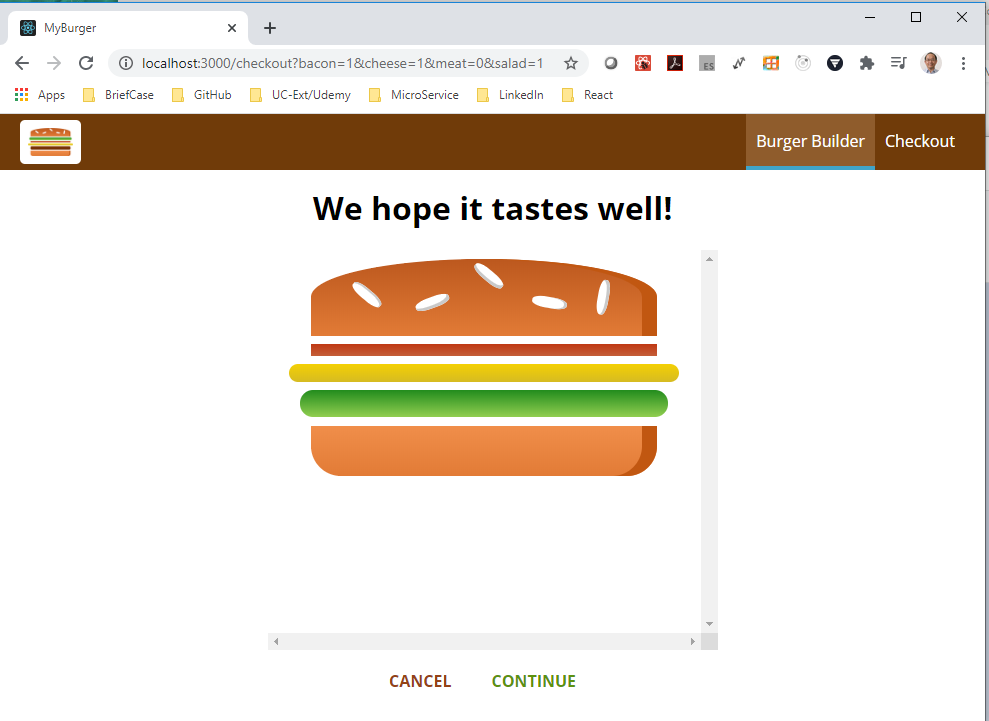 MyBurger
localhost:3000/checkout?bacon=1&cheese=1&meat=0&salad=1
ES
Apps BriefCase GitHub UC-Ext/Udemy MicroService LinkedIn React
Burger Builder Checkout
We hope it tastes well!
CANCEL CONTINUE